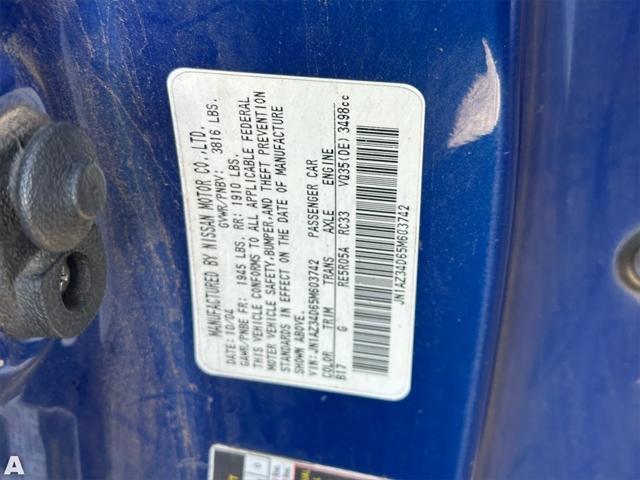 MANUFACTURED BY NISSAN MOTOR CO.,LTD.
DATE: 10/04 GVWR/PNBV: 3816 LBS.
GAWR/PNBE FR: 1945 LBS. RR: 1910 LBS.
THIS VEHICLE CONFORMS TO ALL APPLICABLE FEDERAL
MOTOR VEHICLE SAFETY,BUMPER,AND THEFT PREVENTION
STANDARDS IN EFFECT ON THE DATE OF MANUFACTURE
SHOWN ABOVE.
VIN:JN1AZ34D65M603742 PASSENGER CAR
COLOR TRIM TRANS AXLE ENGINE
B17 G RE5R05A RC33 VQ35(DE) 3498cc
JN1AZ34D65M603742
A